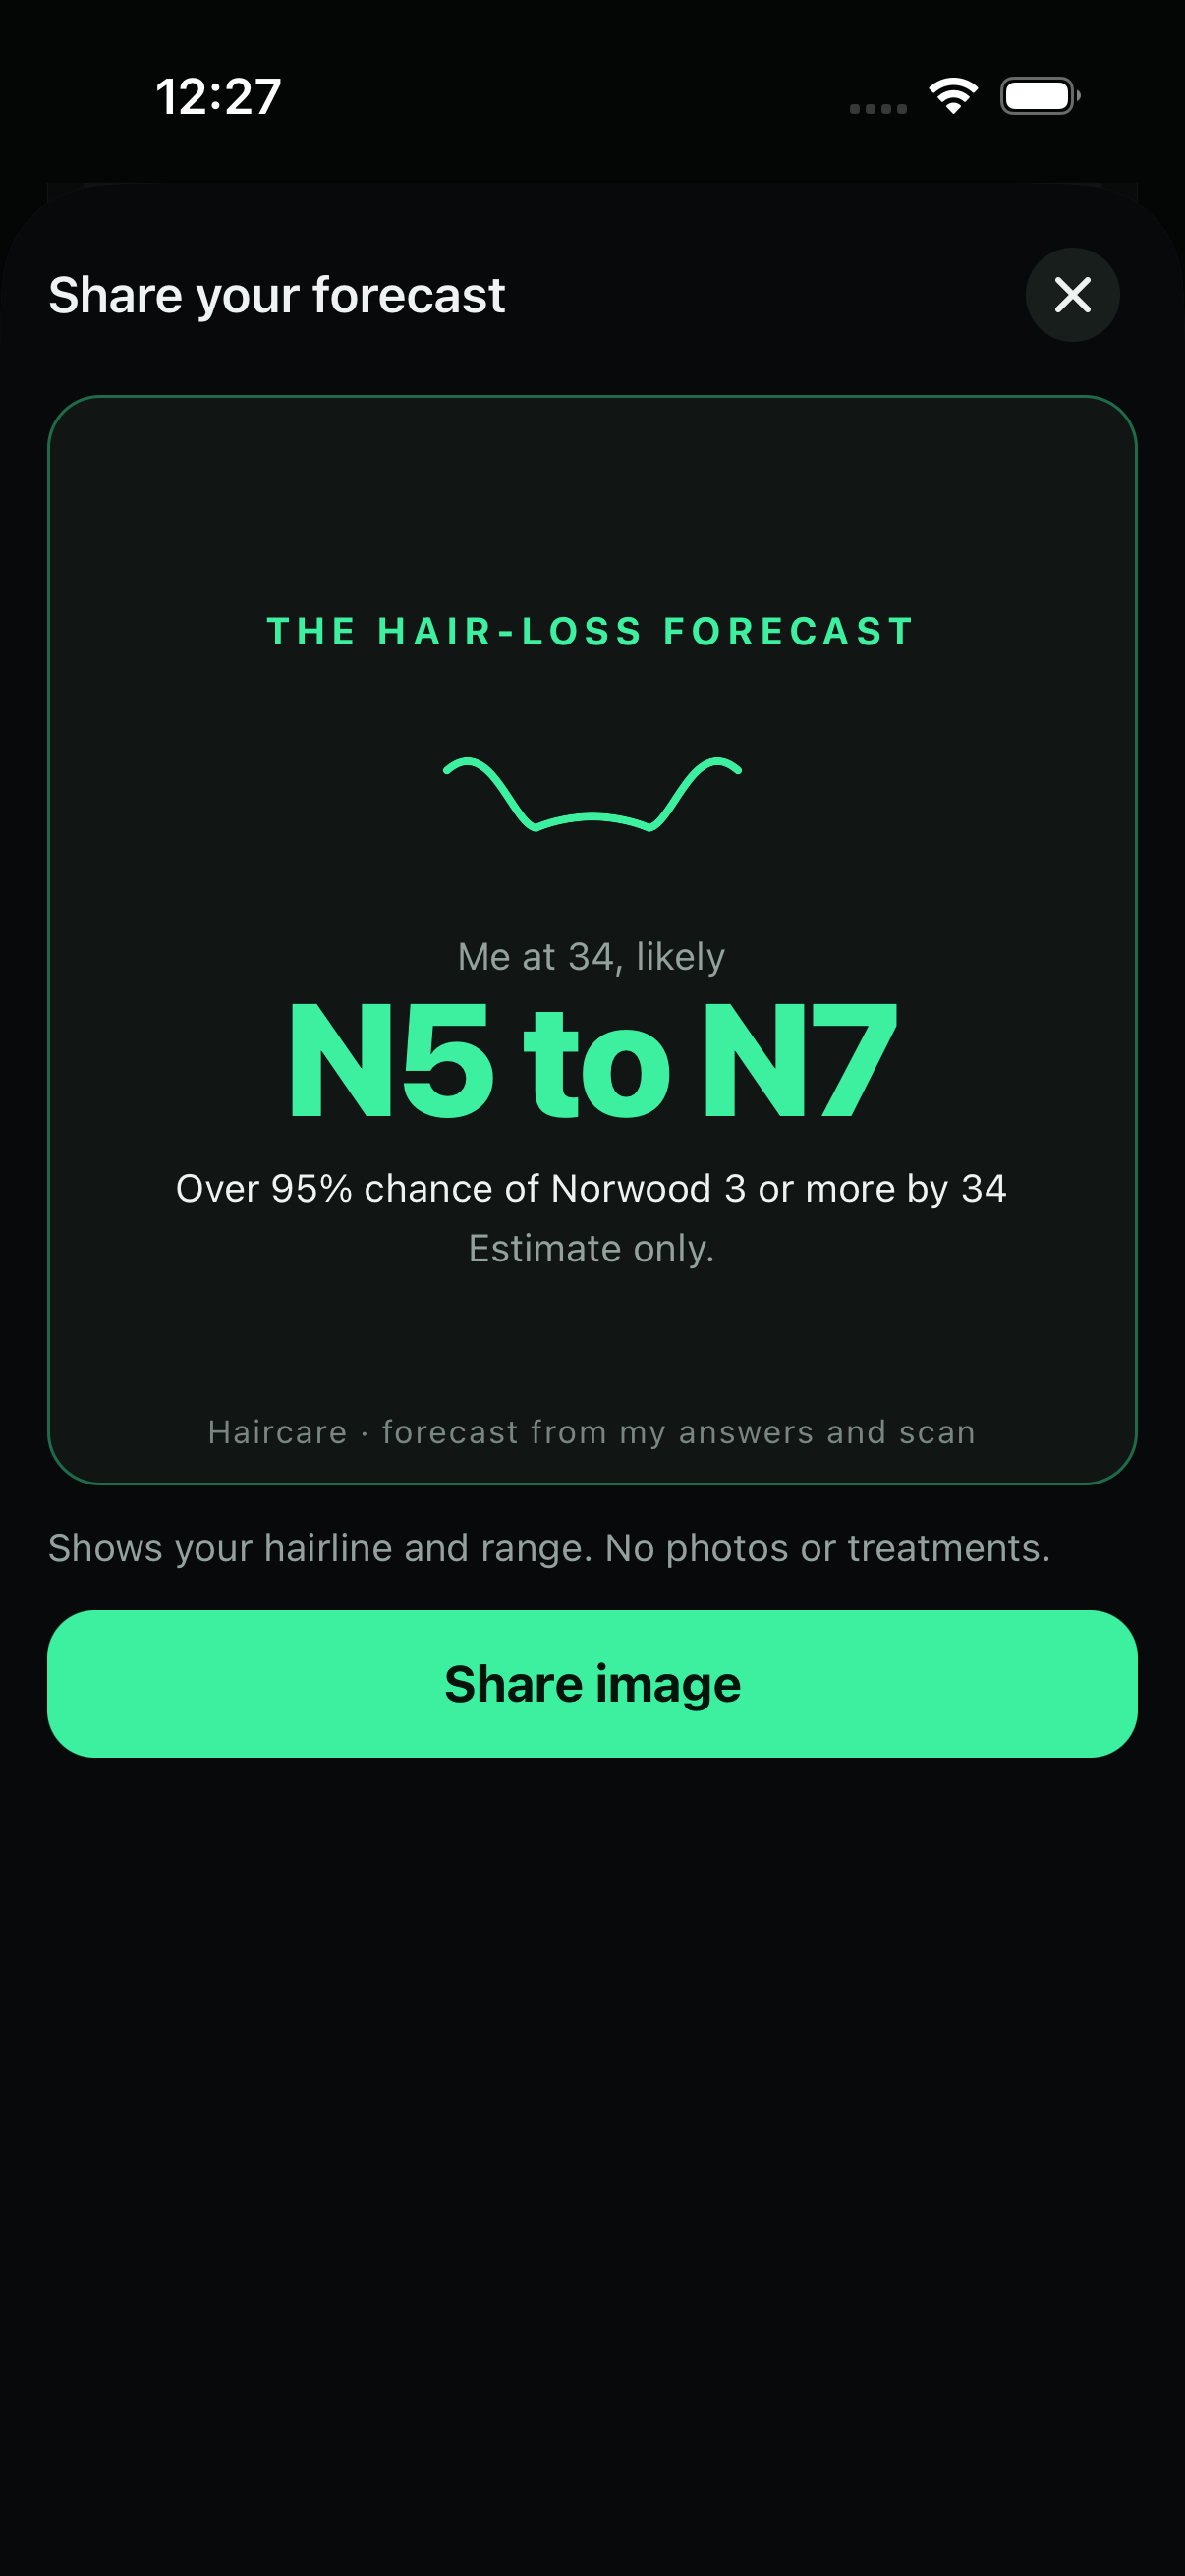 12:27
Share your forecast
THE HAIR-LOSS FORECAST
Me at 34, likely
N5 to N7
Over 95% chance of Norwood 3 or more by 34
Estimate only.
Haircare · forecast from my answers and scan
Shows your hairline and range. No photos or treatments.
Share image